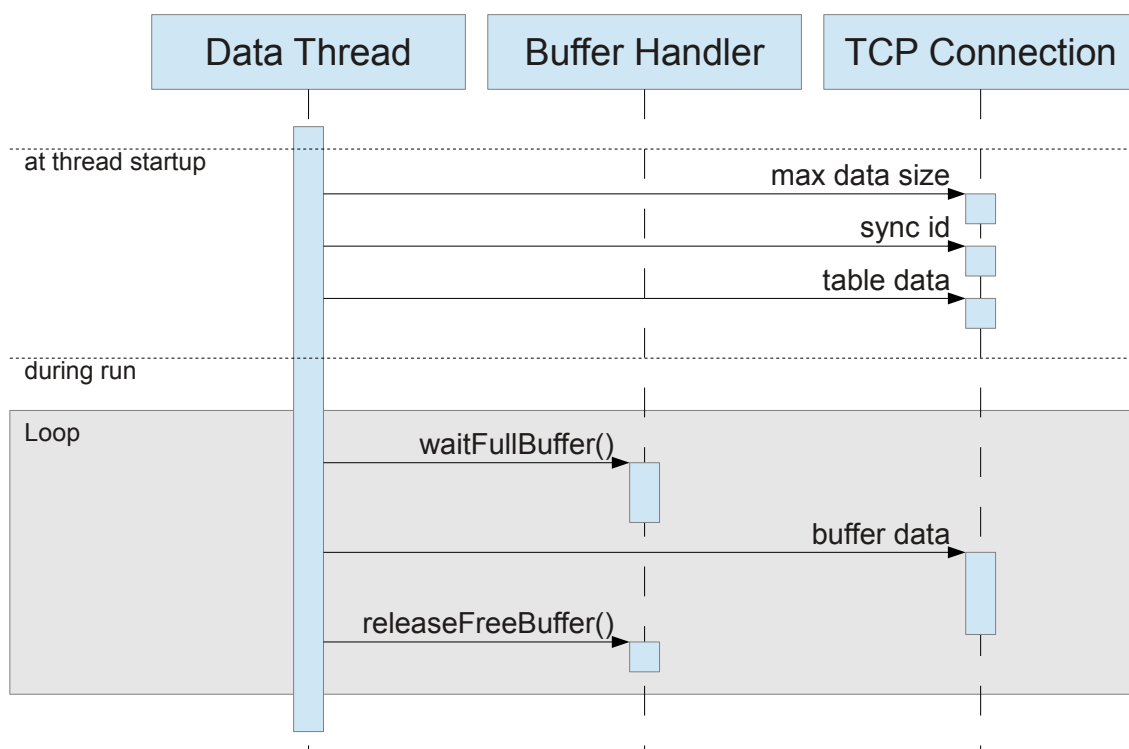 Data Thread
Buffer Handler
TCP Connection
at thread startup
max data size
sync id
table data
during run
Loop
waitFullBuffer()
buffer data
releaseFreeBuffer()